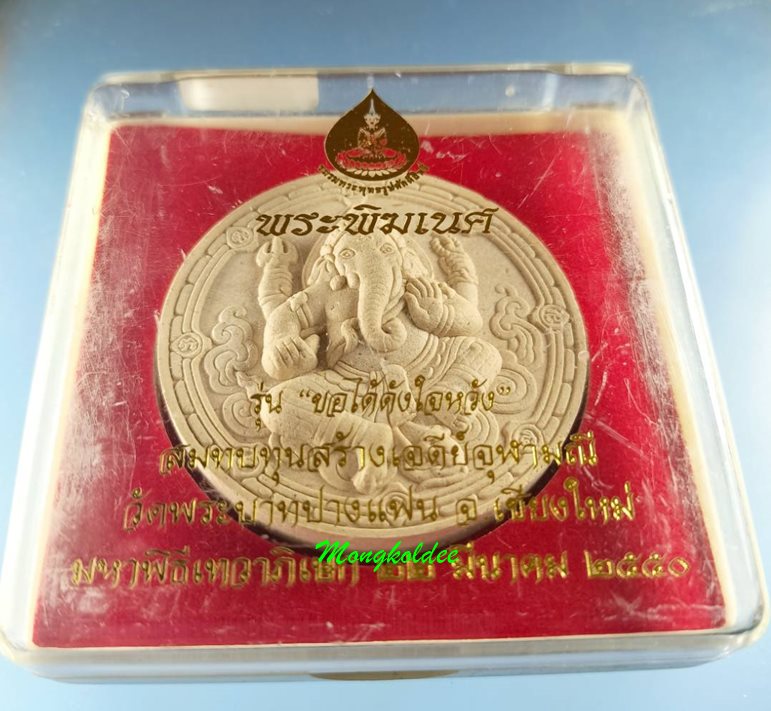 พระพิฆเนศ
รุ่น "ขอได้ดังใจหวัง"
สมทบทุนสร้างเจดีย์จุฬามณี
วัดพระบาทปางแฟน จ เชียงใหม่
Mongkoldee
มหาพิธีเทวาภิเษก ๒๒ มีนาคม ๒๕๕๐